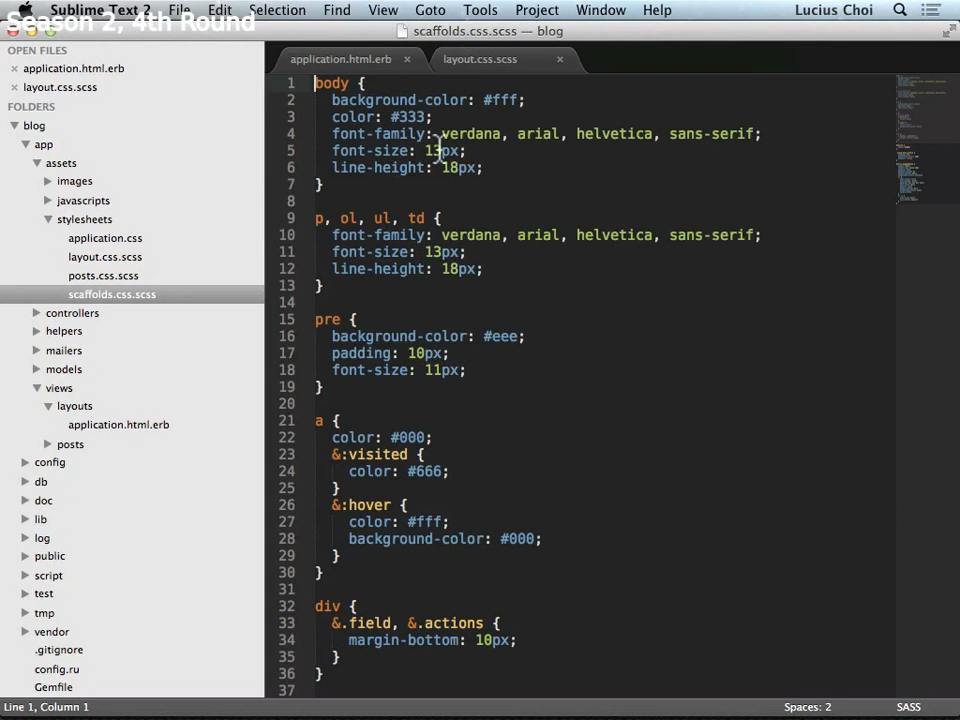 Sublime Text 2 File Edit Selection Find View Goto Tools Project Window Help Lucius Choi
Season 2, 4th Round
scaffolds.css.scss — blog
OPEN FILES
application.html.erb
layout.css.scss
FOLDERS
blog
app
assets
images
javascripts
stylesheets
application.css
layout.css.scss
posts.css.scss
scaffolds.css.scss
controllers
helpers
mailers
models
views
layouts
application.html.erb
posts
config
db
doc
lib
log
public
script
test
tmp
vendor
.gitignore
config.ru
Gemfile
application.html.erb layout.css.scss
1 body {
2 background-color: #fff;
3 color: #333;
4 font-family: verdana, arial, helvetica, sans-serif;
5 font-size: 13px;
6 line-height: 18px;
7 }
8
9 p, ol, ul, td {
10 font-family: verdana, arial, helvetica, sans-serif;
11 font-size: 13px;
12 line-height: 18px;
13 }
14
15 pre {
16 background-color: #eee;
17 padding: 10px;
18 font-size: 11px;
19 }
20
21 a {
22 color: #000;
23 &:visited {
24 color: #666;
25 }
26 &:hover {
27 color: #fff;
28 background-color: #000;
29 }
30 }
31
32 div {
33 &.field, &.actions {
34 margin-bottom: 10px;
35 }
36 }
37
Line 1, Column 1 Spaces: 2 SASS